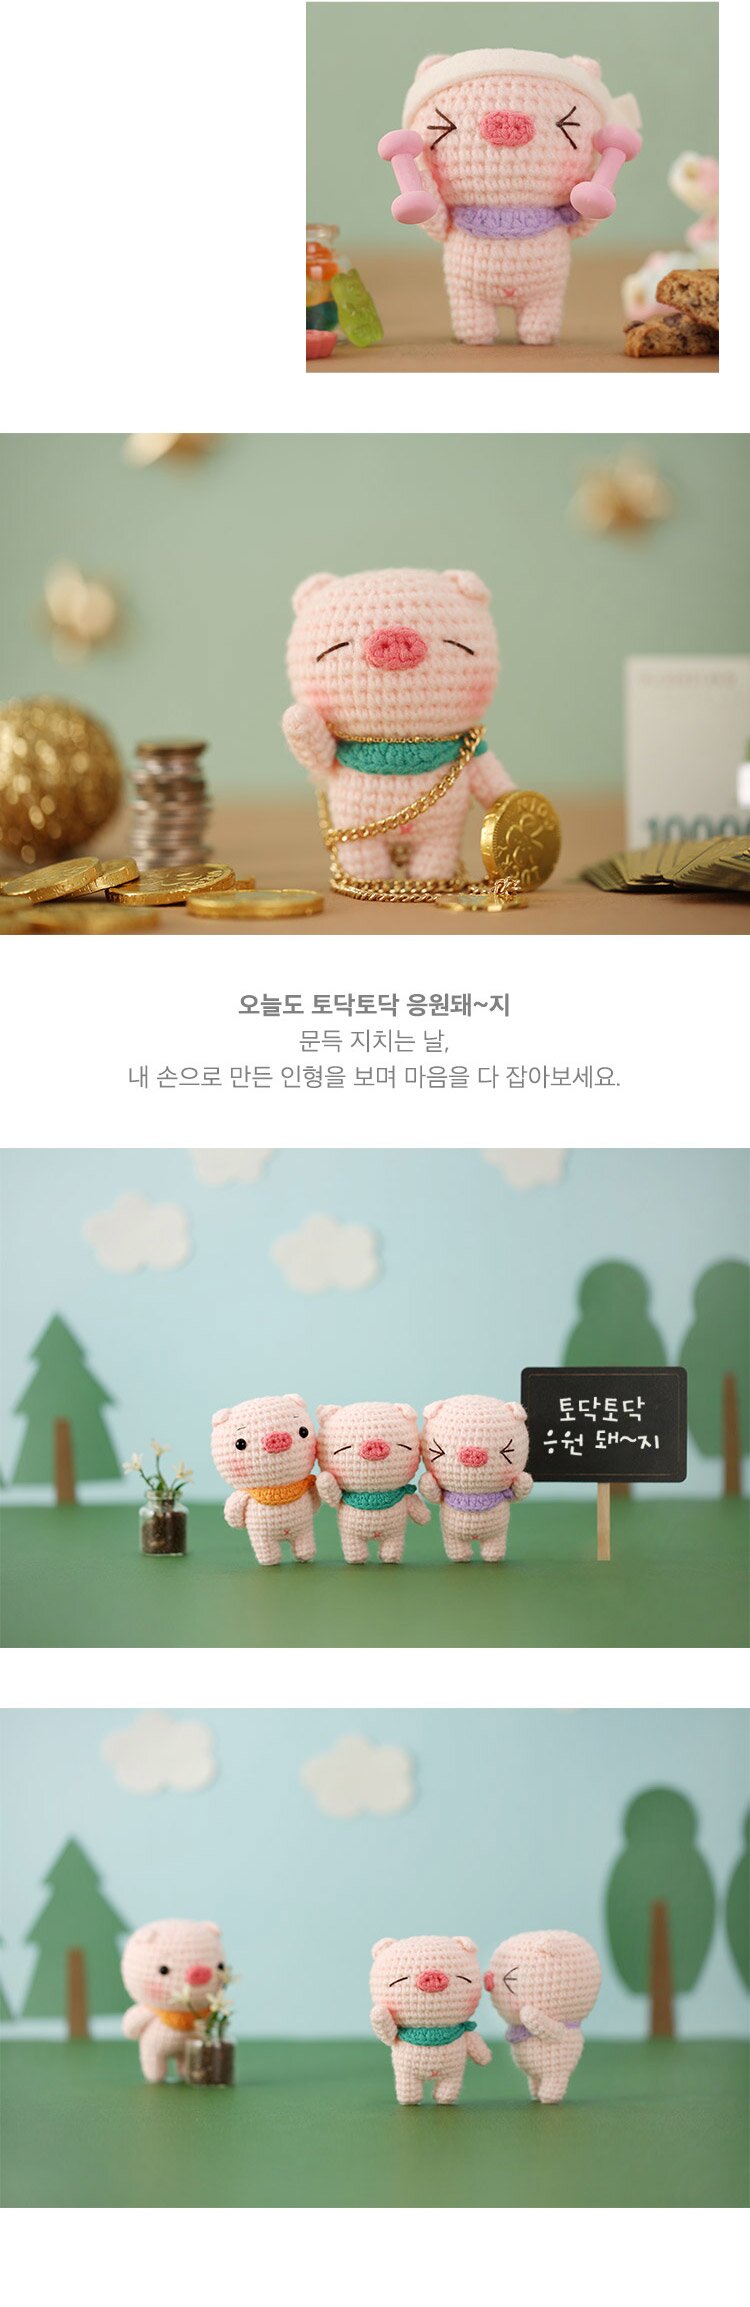 10000
오늘도 토닥토닥 응원돼~지
문득 지치는 날,
내 손으로 만든 인형을 보며 마음을 다 잡아보세요.
토닥토닥
응원 돼~지